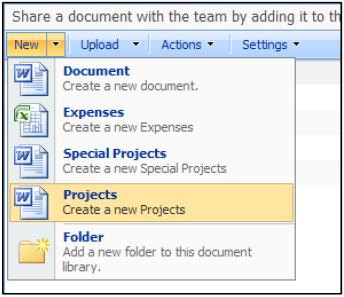 Share a document with the team by adding it to th
New Upload Actions Settings
Document
Create a new document.
Expenses
Create a new Expenses
Special Projects
Create a new Special Projects
Projects
Create a new Projects
Folder
Add a new folder to this document
library.